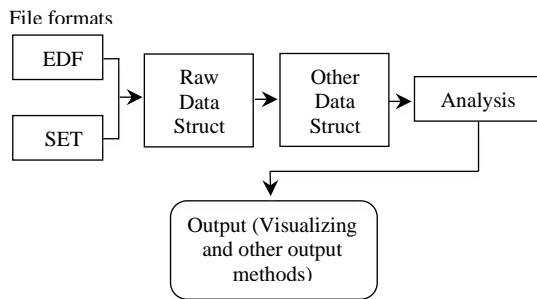 File formats
EDF
SET
Raw
Data
Struct
Other
Data
Struct
Analysis
Output (Visualizing
and other output
methods)